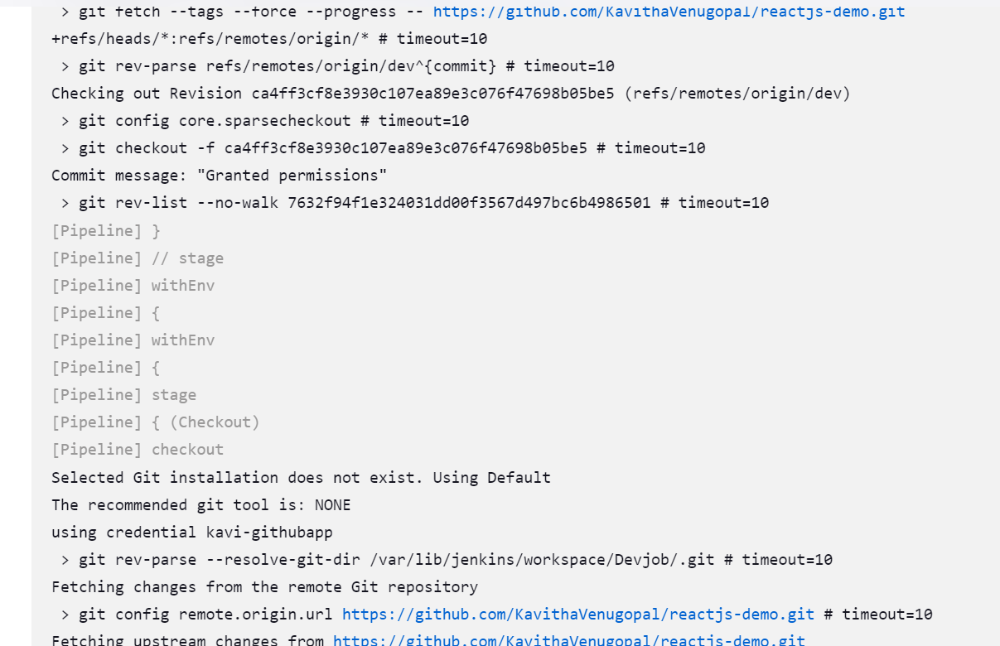 > git fetch --tags --force --progress -- https://github.com/KavithaVenugopal/reactjs-demo.git
+refs/heads/*:refs/remotes/origin/* # timeout=10
> git rev-parse refs/remotes/origin/dev^{commit} # timeout=10
Checking out Revision ca4ff3cf8e3930c107ea89e3c076f47698b05be5 (refs/remotes/origin/dev)
> git config core.sparsecheckout # timeout=10
> git checkout -f ca4ff3cf8e3930c107ea89e3c076f47698b05be5 # timeout=10
Commit message: "Granted permissions"
> git rev-list --no-walk 7632f94f1e324031dd00f3567d497bc6b4986501 # timeout=10
[Pipeline] }
[Pipeline] // stage
[Pipeline] withEnv
[Pipeline] {
[Pipeline] withEnv
[Pipeline] {
[Pipeline] stage
[Pipeline] { (Checkout)
[Pipeline] checkout
Selected Git installation does not exist. Using Default
The recommended git tool is: NONE
using credential kavi-githubapp
> git rev-parse --resolve-git-dir /var/lib/jenkins/workspace/Devjob/.git # timeout=10
Fetching changes from the remote Git repository
> git config remote.origin.url https://github.com/KavithaVenugopal/reactjs-demo.git # timeout=10
Fetching upstream changes from https://github.com/KavithaVenugopal/reactjs-demo.git